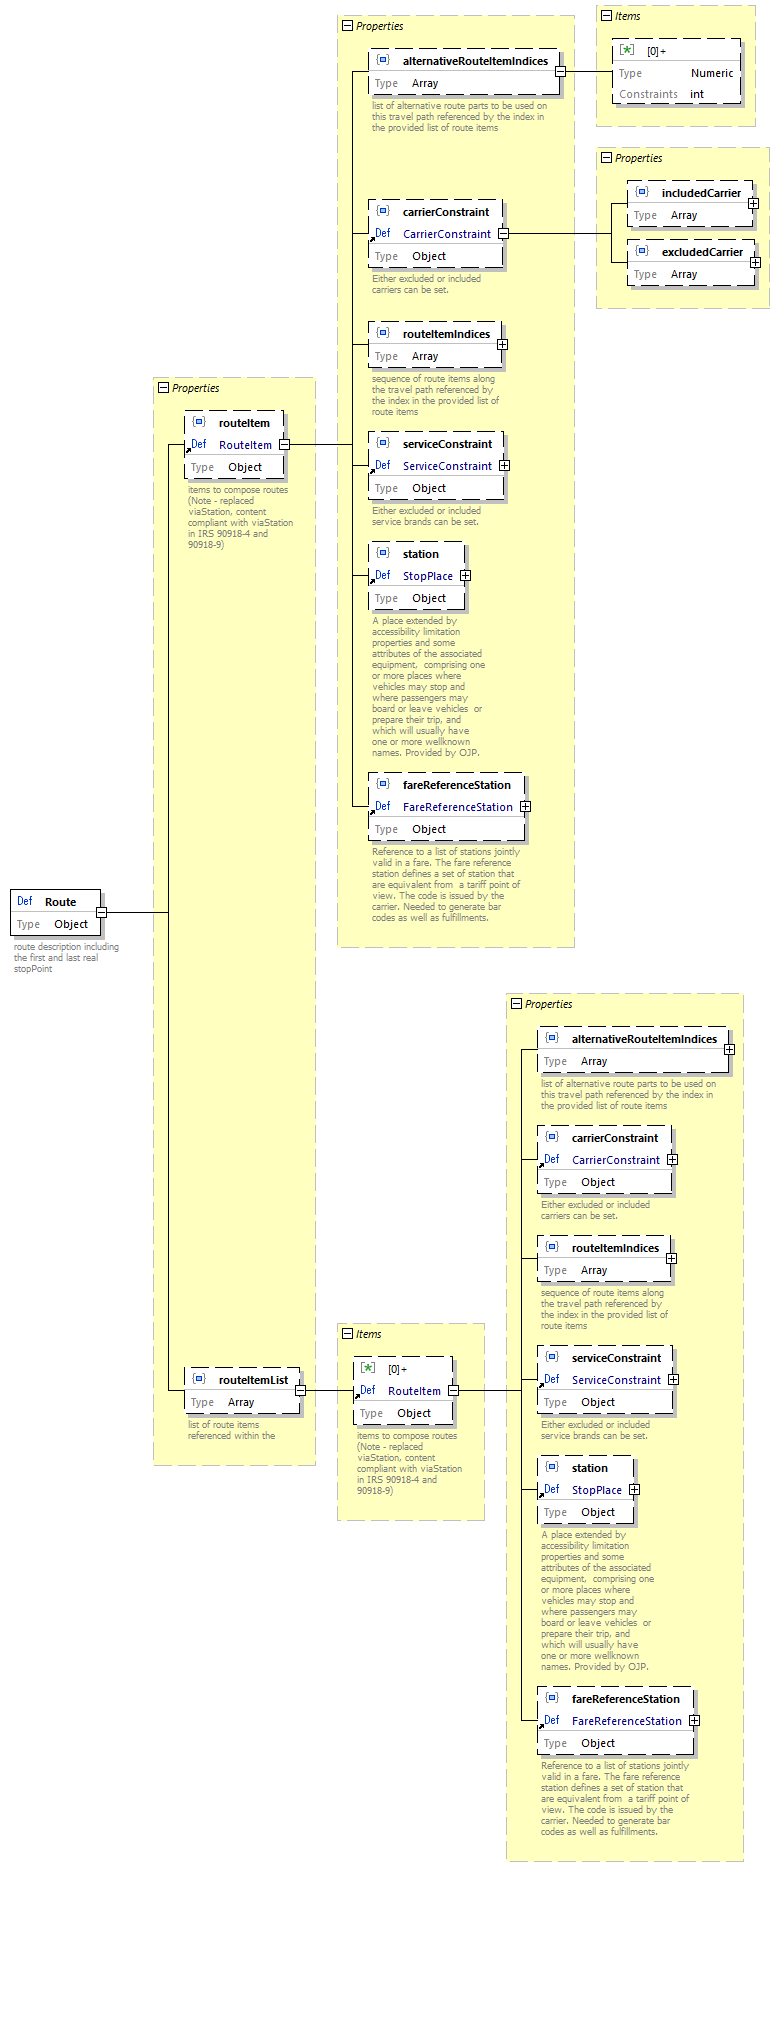 Properties
alternativeRouteItemIndices
Type Array
list of alternative route parts to be used on
this travel path referenced by the index in
the provided list of route items
Items
[0]+
Type Numeric
Constraints int
carrierConstraint
Def CarrierConstraint
Type Object
Either excluded or included
carriers can be set.
Properties
includedCarrier
Type Array
excludedCarrier
Type Array
routeItemIndices
Type Array
sequence of route items along
the travel path referenced by
the index in the provided list of
route items
serviceConstraint
Def ServiceConstraint
Type Object
Either excluded or included
service brands can be set.
station
Def StopPlace
Type Object
A place extended by
accessibility limitation
properties and some
attributes of the associated
equipment, comprising one
or more places where
vehicles may stop and
where passengers may
board or leave vehicles or
prepare their trip, and
which will usually have
one or more wellknown
names. Provided by OJP.
fareReferenceStation
Def FareReferenceStation
Type Object
Reference to a list of stations jointly
valid in a fare. The fare reference
station defines a set of station that
are equivalent from a tariff point of
view. The code is issued by the
carrier. Needed to generate bar
codes as well as fulfillments.
Properties
routeItem
Def RouteItem
Type Object
items to compose routes
(Note - replaced
viaStation, content
compliant with viaStation
in IRS 90918-4 and
90918-9)
Def Route
Type Object
route description including
the first and last real
stopPoint
routeItemList
Type Array
list of route items
referenced within the
Items
[0]+
Def RouteItem
Type Object
items to compose routes
(Note - replaced
viaStation, content
compliant with viaStation
in IRS 90918-4 and
90918-9)
Properties
alternativeRouteItemIndices
Type Array
list of alternative route parts to be used on
this travel path referenced by the index in
the provided list of route items
carrierConstraint
Def CarrierConstraint
Type Object
Either excluded or included
carriers can be set.
routeItemIndices
Type Array
sequence of route items along
the travel path referenced by
the index in the provided list of
route items
serviceConstraint
Def ServiceConstraint
Type Object
Either excluded or included
service brands can be set.
station
Def StopPlace
Type Object
A place extended by
accessibility limitation
properties and some
attributes of the associated
equipment, comprising one
or more places where
vehicles may stop and
where passengers may
board or leave vehicles or
prepare their trip, and
which will usually have
one or more wellknown
names. Provided by OJP.
fareReferenceStation
Def FareReferenceStation
Type Object
Reference to a list of stations jointly
valid in a fare. The fare reference
station defines a set of station that
are equivalent from a tariff point of
view. The code is issued by the
carrier. Needed to generate bar
codes as well as fulfillments.